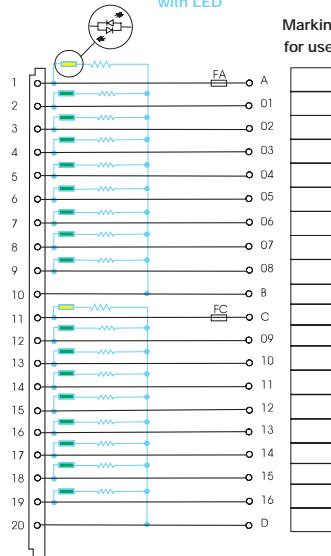 with LED
Markin
for use
1 FA A
2 01
3 02
4 03
5 04
6 05
7 06
8 07
9 08
10 B
11 FC C
12 09
13 10
14 11
15 12
16 13
17 14
18 15
19 16
20 D